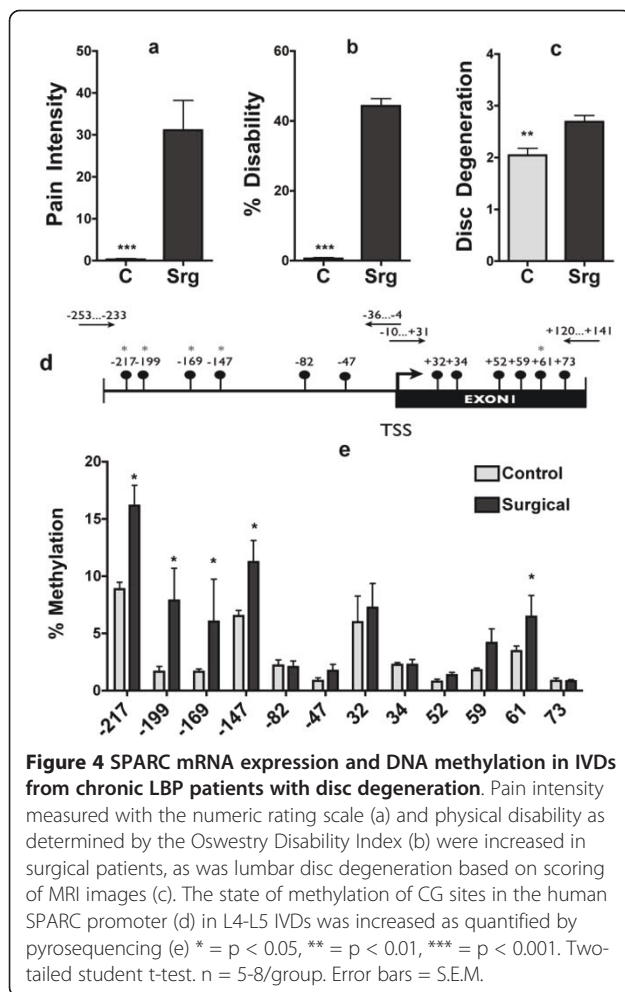 a
b
c
Pain Intensity
50
40
30
20
10
0
***
C Srg
% Disability
60
40
20
0
***
C Srg
Disc Degeneration
4
3
2
1
0
**
C Srg
-253...-233
-36...-4
-10...+31
+120...+141
d
* * * * *
-217 -199 -169 -147 -82 -47 +32 +34 +52 +59 +61 +73
EXON1
TSS
e
Control
Surgical
% Methylation
20
15
10
5
0
* * * * *
-217 -199 -169 -147 -82 -47 32 34 52 59 61 73
Figure 4 SPARC mRNA expression and DNA methylation in IVDs
from chronic LBP patients with disc degeneration. Pain intensity
measured with the numeric rating scale (a) and physical disability as
determined by the Oswestry Disability Index (b) were increased in
surgical patients, as was lumbar disc degeneration based on scoring
of MRI images (c). The state of methylation of CG sites in the human
SPARC promoter (d) in L4-L5 IVDs was increased as quantified by
pyrosequencing (e) * = p < 0.05, ** = p < 0.01, *** = p < 0.001. Two-
tailed student t-test. n = 5-8/group. Error bars = S.E.M.